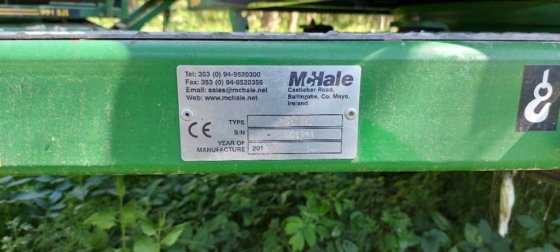 Tel: 353 (0) 94-9520300
Fax: 353 (0) 94-9520356
Email: sales@mchale.net
Web: www.mchale.net
McHale
Castlebar Road,
Ballinrobe, Co. Mayo,
Ireland.
CE
TYPE
S/N
YEAR OF
MANUFACTURE 201